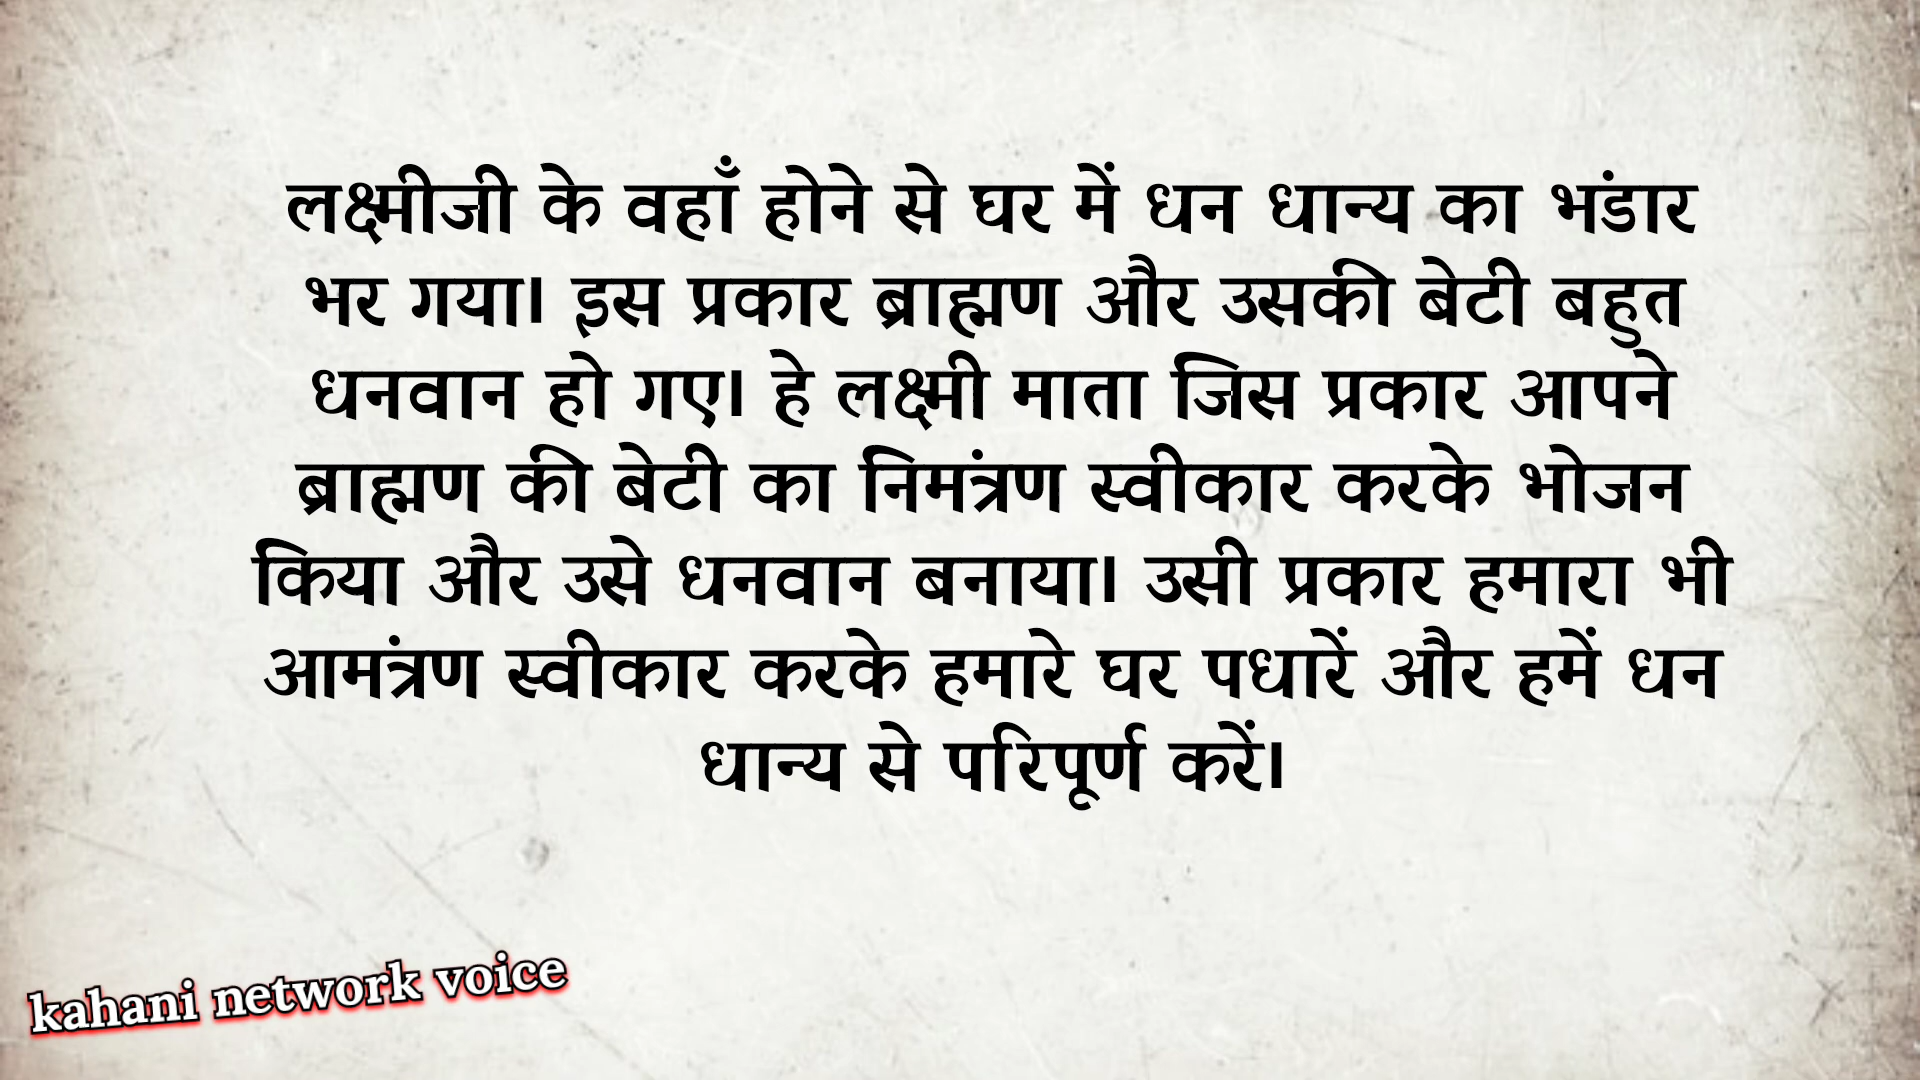 लक्ष्मीजी के वहाँ होने से घर में धन धान्य का भंडार
भर गया। इस प्रकार ब्राह्मण और उसकी बेटी बहुत
धनवान हो गए। हे लक्ष्मी माता जिस प्रकार आपने
ब्राह्मण की बेटी का निमंत्रण स्वीकार करके भोजन
किया और उसे धनवान बनाया। उसी प्रकार हमारा भी
आमंत्रण स्वीकार करके हमारे घर पधारें और हमें धन
धान्य से परिपूर्ण करें।
kahani network voice